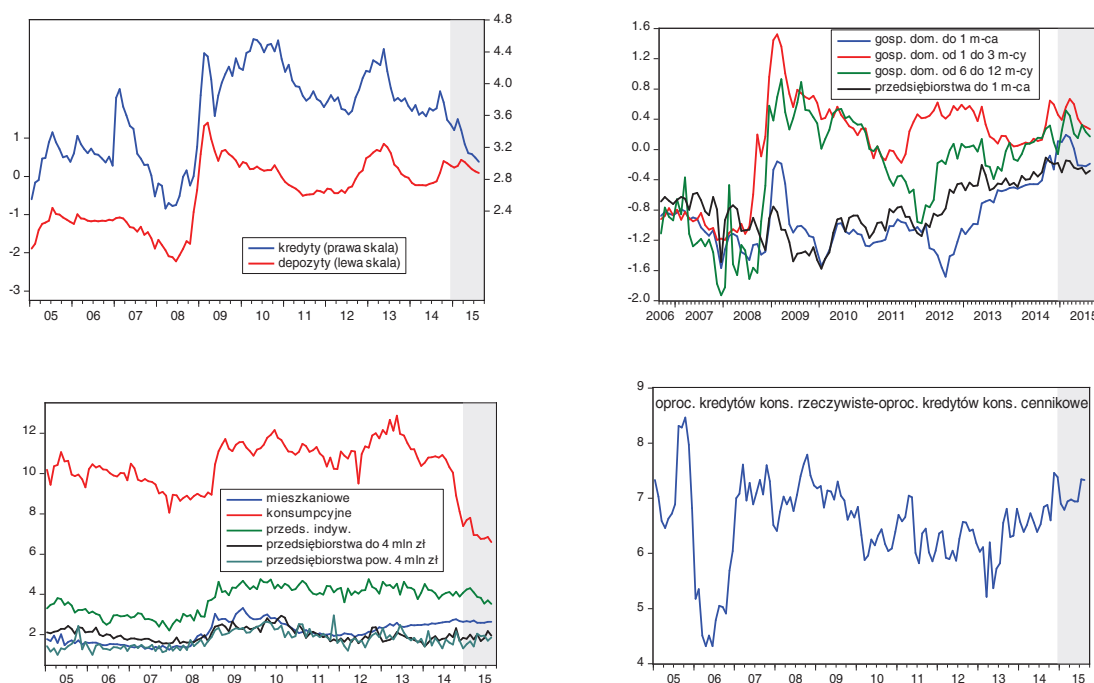 4.8
4.4
4.0
3.6
3.2
2.8
2.4
1
0
-1
-2
-3
kredyty (prawa skala)
depozyty (lewa skala)
05 06 07 08 09 10 11 12 13 14 15
1.6
1.2
0.8
0.4
0.0
-0.4
-0.8
-1.2
-1.6
-2.0
gosp. dom. do 1 m-ca
gosp. dom. od 1 do 3 m-cy
gosp. dom. od 6 do 12 m-cy
przedsiębiorstwa do 1 m-ca
2006 2007 2008 2009 2010 2011 2012 2013 2014 2015
12
10
8
6
4
2
mieszkaniowe
konsumpcyjne
przeds. indyw.
przedsiębiorstwa do 4 mln zł
przedsiębiorstwa pow. 4 mln zł
05 06 07 08 09 10 11 12 13 14 15
9
8
7
6
5
4
oproc. kredytów kons. rzeczywiste-oproc. kredytów kons. cennikowe
05 06 07 08 09 10 11 12 13 14 15